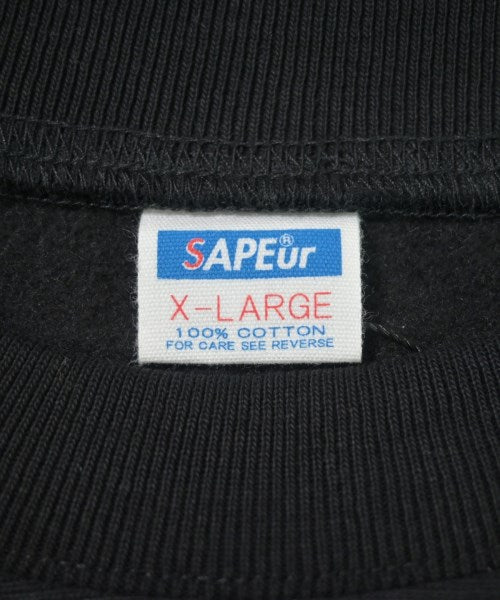 SAPEur®
X-LARGE
100% COTTON
FOR CARE SEE REVERSE